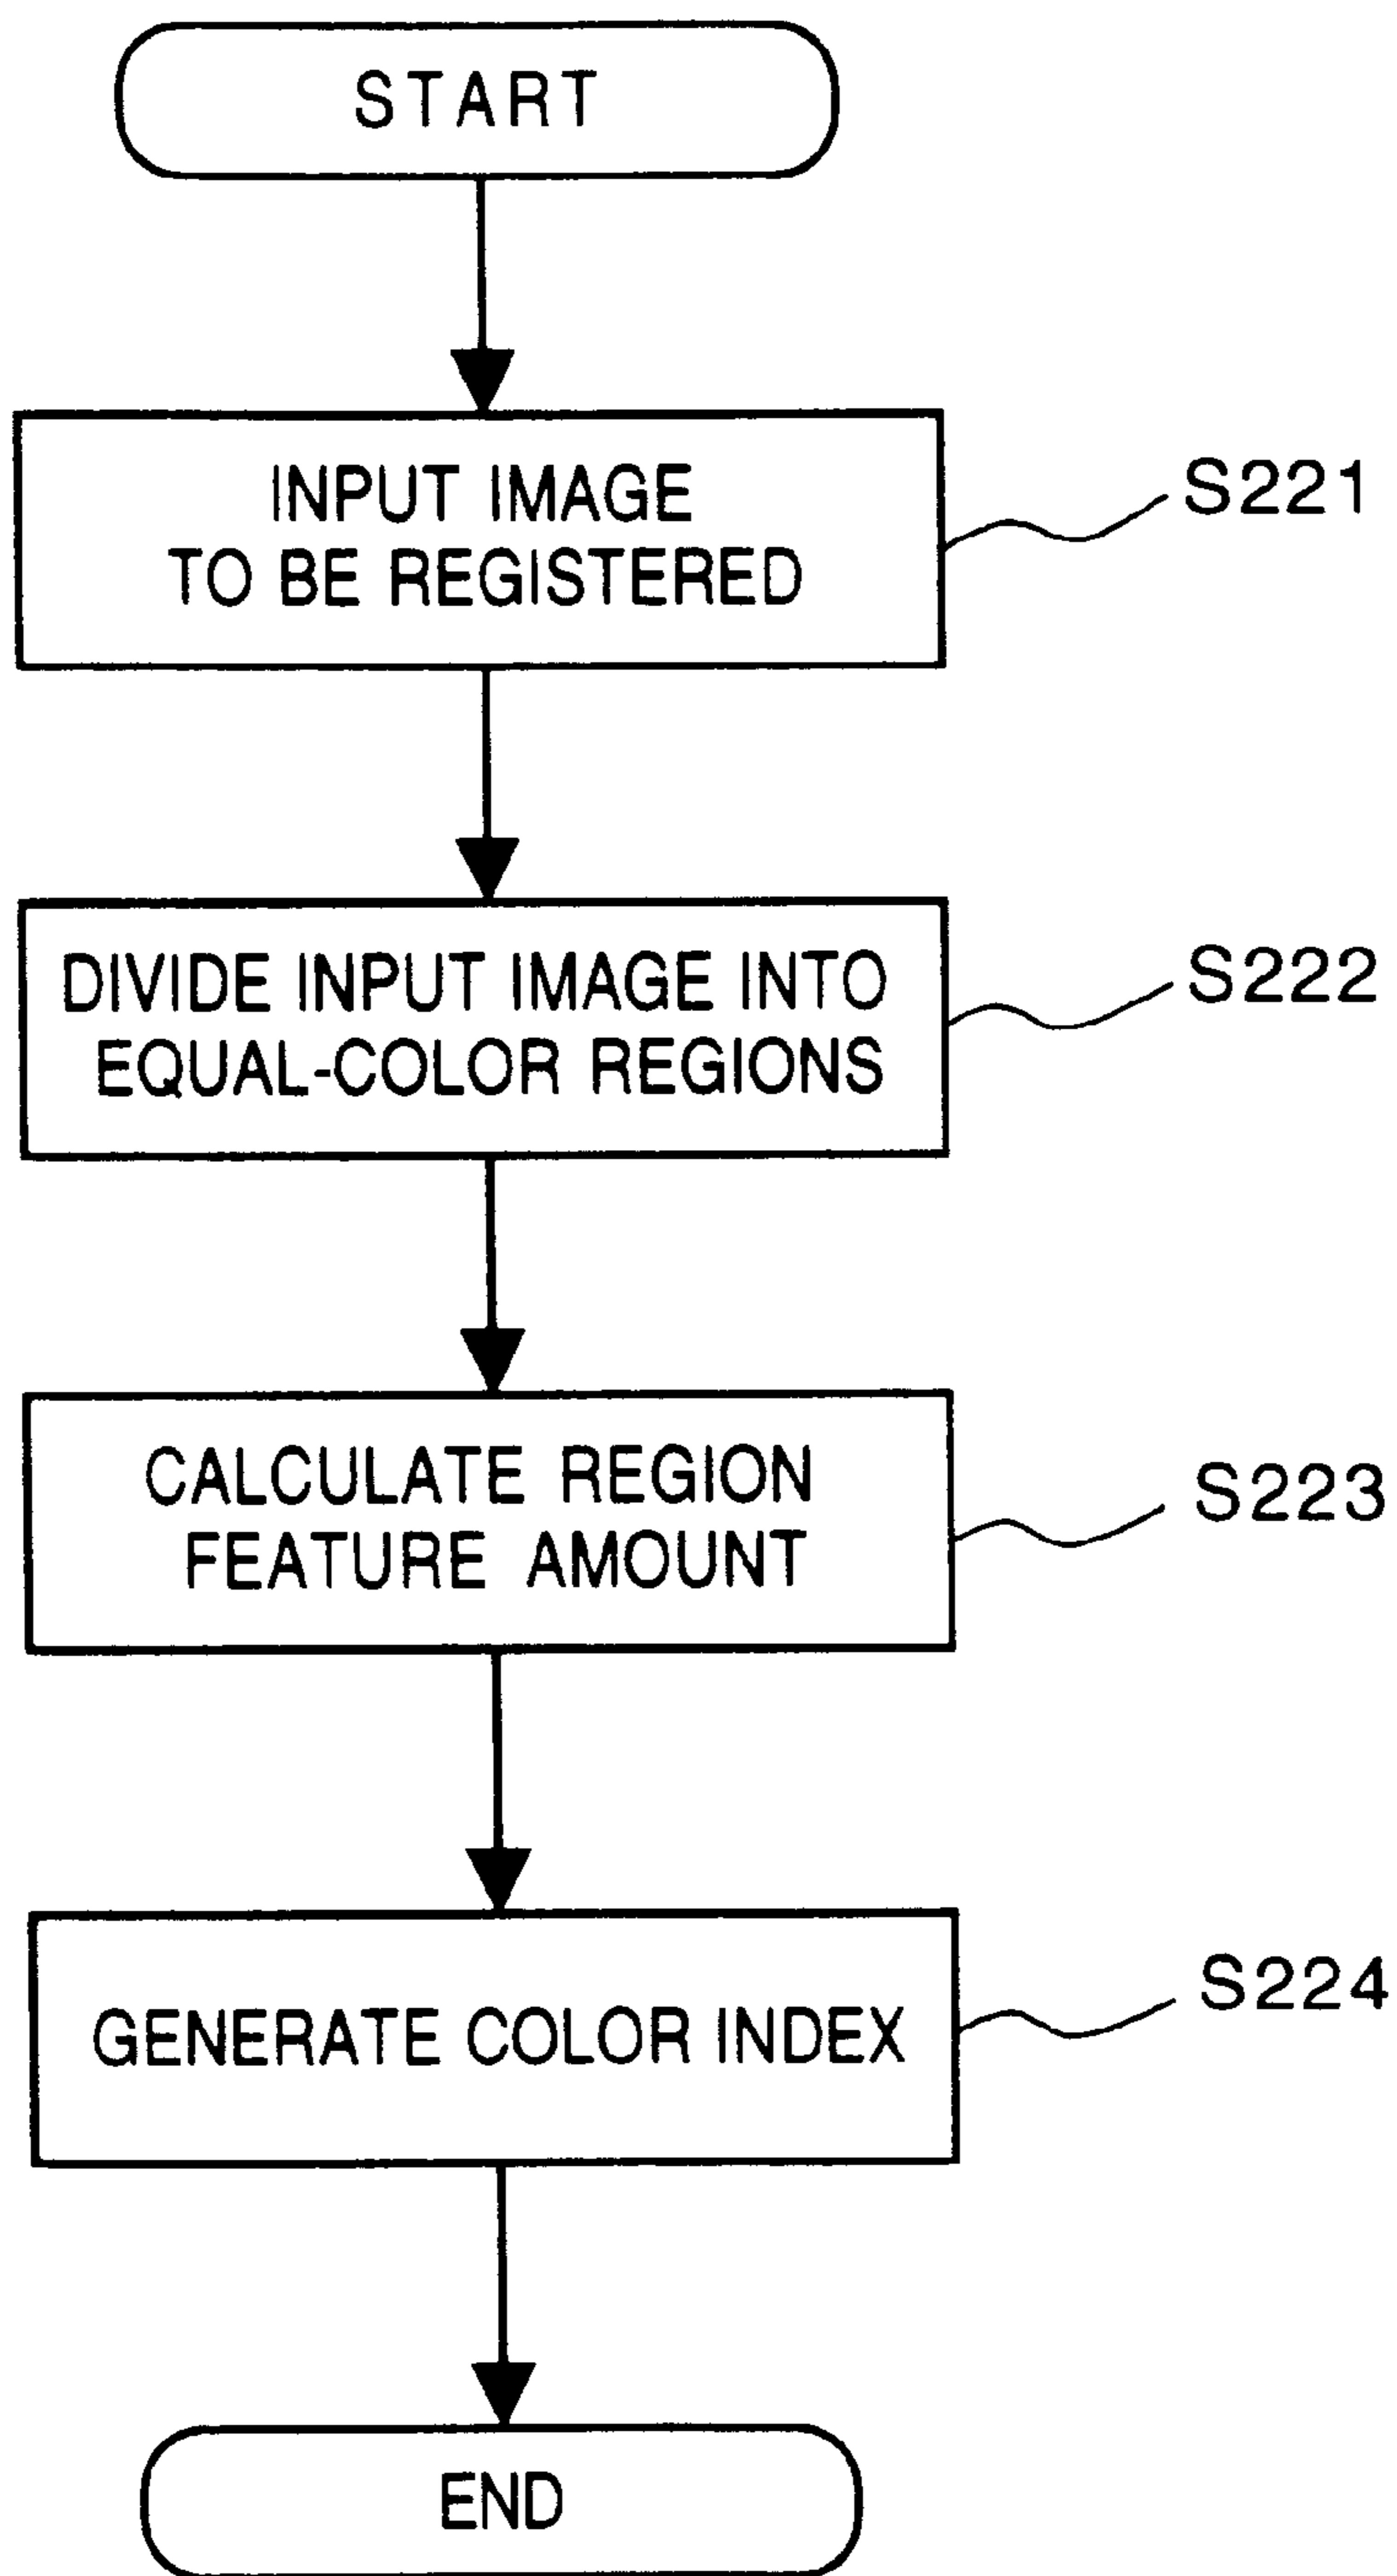 START
INPUT IMAGE
TO BE REGISTERED
S221
DIVIDE INPUT IMAGE INTO
EQUAL-COLOR REGIONS
S222
CALCULATE REGION
FEATURE AMOUNT
S223
GENERATE COLOR INDEX
S224
END